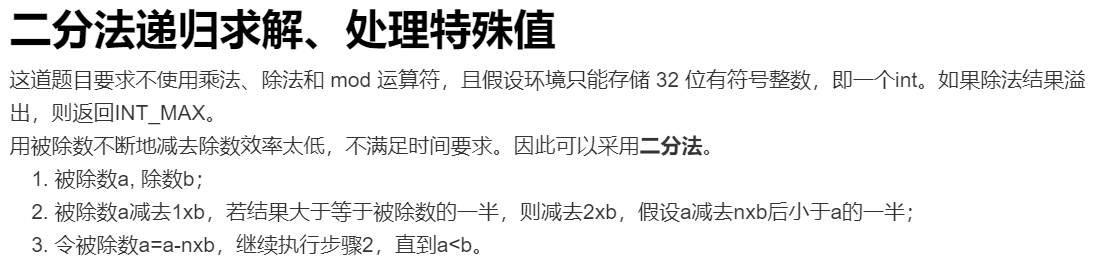 二分法递归求解、处理特殊值
这道题目要求不使用乘法、除法和 mod 运算符，且假设环境只能存储 32 位有符号整数，即一个int。如果除法结果溢
出，则返回INT_MAX。
用被除数不断地减去除数效率太低，不满足时间要求。因此可以采用二分法。
1. 被除数a, 除数b；
2. 被除数a减去1xb，若结果大于等于被除数的一半，则减去2xb，假设a减去nxb后小于a的一半；
3. 令被除数a=a-nxb，继续执行步骤2，直到a<b。